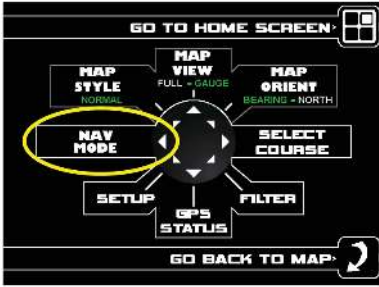 GO TO HOME SCREEN
MAP STYLE
NORMAL
MAP VIEW
FULL - GAUGE
MAP ORIENT
BEARING - NORTH
NAV MODE
SELECT COURSE
SETUP
GPS STATUS
FILTER
GO BACK TO MAP